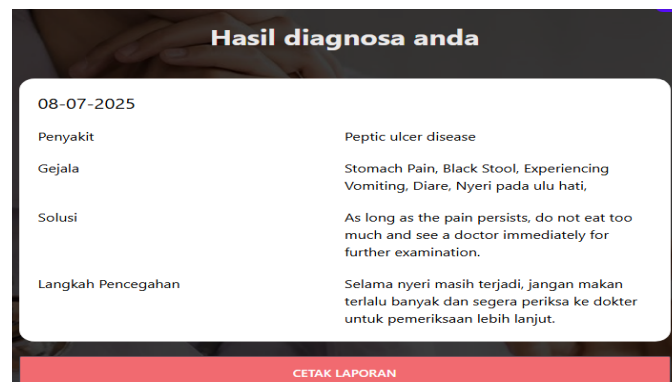 Hasil diagnosa anda
08-07-2025
Penyakit
Peptic ulcer disease
Gejala
Stomach Pain, Black Stool, Experiencing
Vomiting, Diare, Nyeri pada ulu hati,
Solusi
As long as the pain persists, do not eat too
much and see a doctor immediately for
further examination.
Langkah Pencegahan
Selama nyeri masih terjadi, jangan makan
terlalu banyak dan segera periksa ke dokter
untuk pemeriksaan lebih lanjut.
CETAK LAPORAN